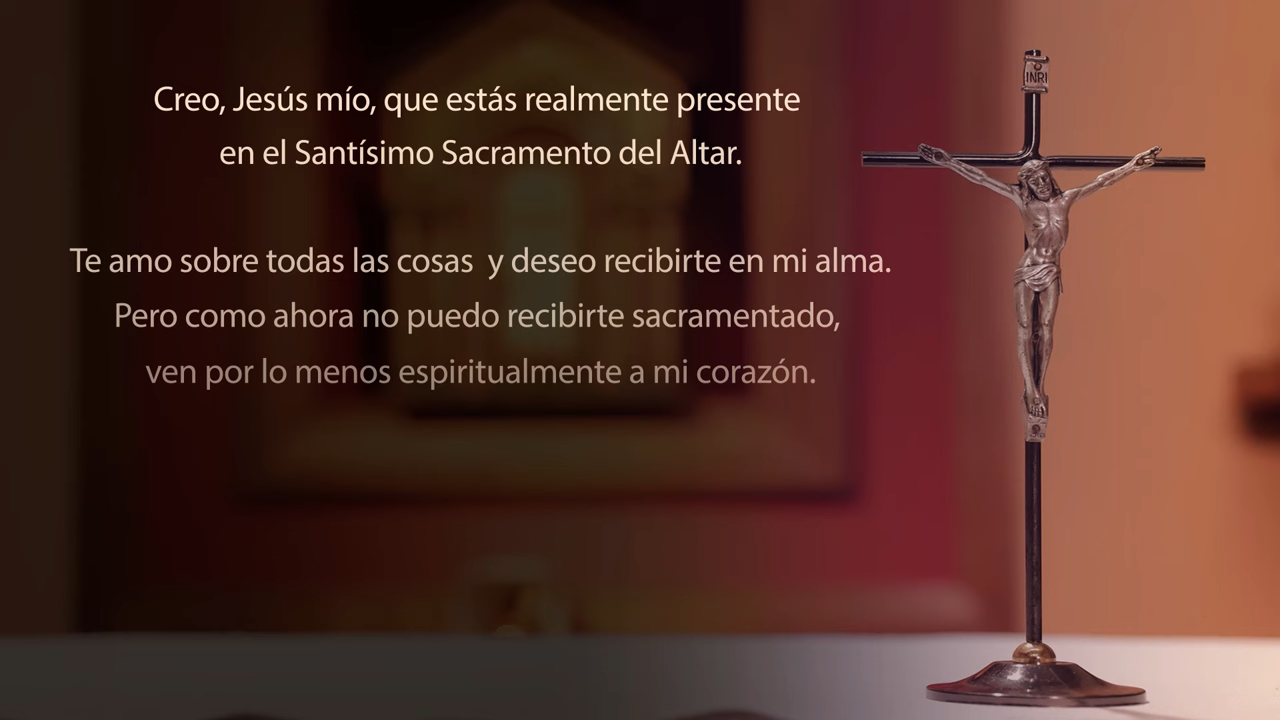 Creo, Jesús mío, que estás realmente presente
en el Santísimo Sacramento del Altar.
Te amo sobre todas las cosas y deseo recibirte en mi alma.
Pero como ahora no puedo recibirte sacramentado,
ven por lo menos espiritualmente a mi corazón.
INRI